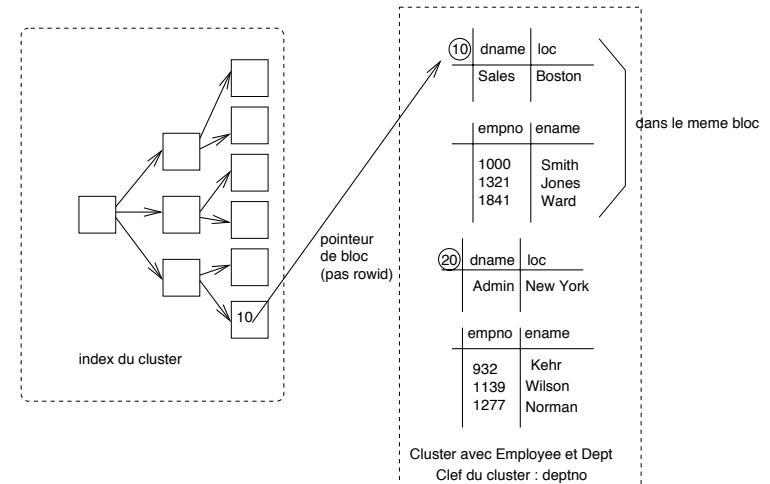 10
index du cluster
pointeur
de bloc
(pas rowid)
10 dname loc
Sales Boston
empno ename
1000 Smith
1321 Jones
1841 Ward
dans le meme bloc
20 dname loc
Admin New York
empno ename
932 Kehr
1139 Wilson
1277 Norman
Cluster avec Employee et Dept
Clef du cluster : deptno